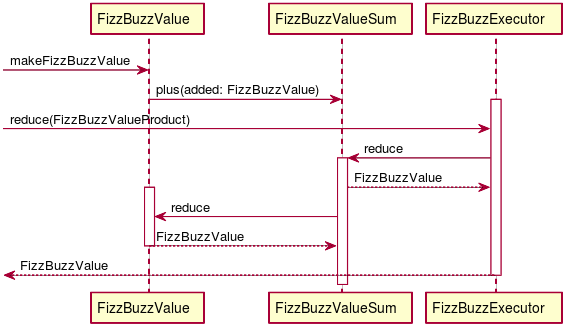 FizzBuzzValue
FizzBuzzValueSum
FizzBuzzExecutor
makeFizzBuzzValue
plus(added: FizzBuzzValue)
reduce(FizzBuzzValueProduct)
reduce
FizzBuzzValue
reduce
FizzBuzzValue
FizzBuzzValue
FizzBuzzValue
FizzBuzzValueSum
FizzBuzzExecutor